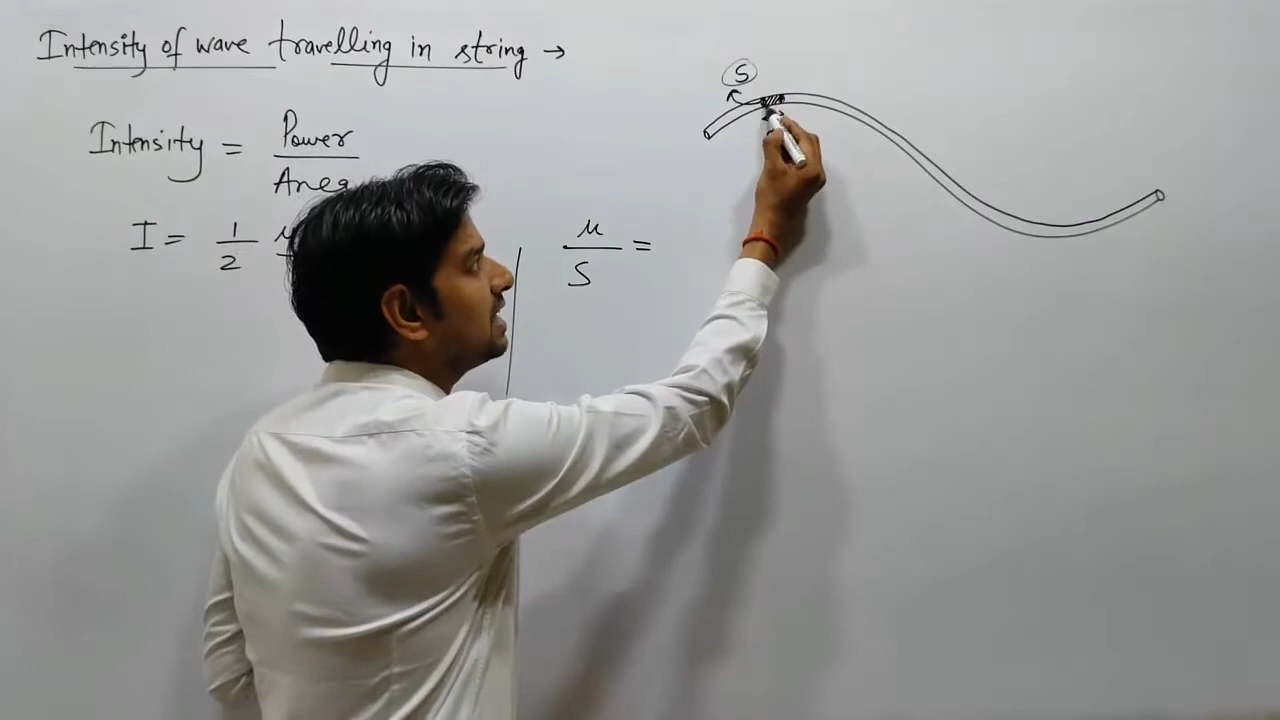 Intensity of wave travelling in string →
S
Intensity = Power
Area
I = 1
2
μ
S
=